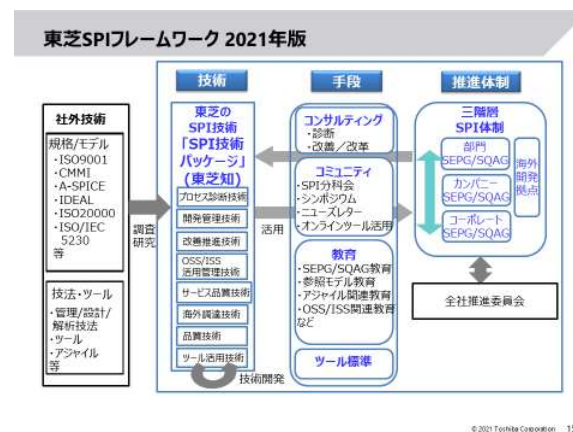 東芝SPIフレームワーク 2021年版
技術
手段
推進体制
社外技術
規格/モデル
・ISO9001
・CMMI
・A-SPICE
・IDEAL
・ISO20000
・ISO/IEC
5230
等
技法・ツール
・管理/設計/
解析技法
・ツール
・アジャイル
等
調査
研究
東芝の
SPI技術
「SPI技術
パッケージ」
(東芝知)
プロセス診断技術
開発管理技術
改善推進技術
OSS/ISS
活用管理技術
サービス品質技術
海外調達技術
品質技術
ツール活用技術
技術開発
活用
コンサルティング
・診断
・改善/改革
コミュニティ
・SPI分科会
・シンポジウム
・ニューズレター
・オンラインツール活用
教育
・SEPG/SQAG教育
・参照モデル教育
・アジャイル関連教育
・OSS/ISS関連教育
など
ツール標準
三階層
SPI体制
部門
SEPG/SQAG
カンパニー
SEPG/SQAG
コーポレート
SEPG/SQAG
海外
開発
拠点
全社推進委員会
© 2021 Toshiba Corporation